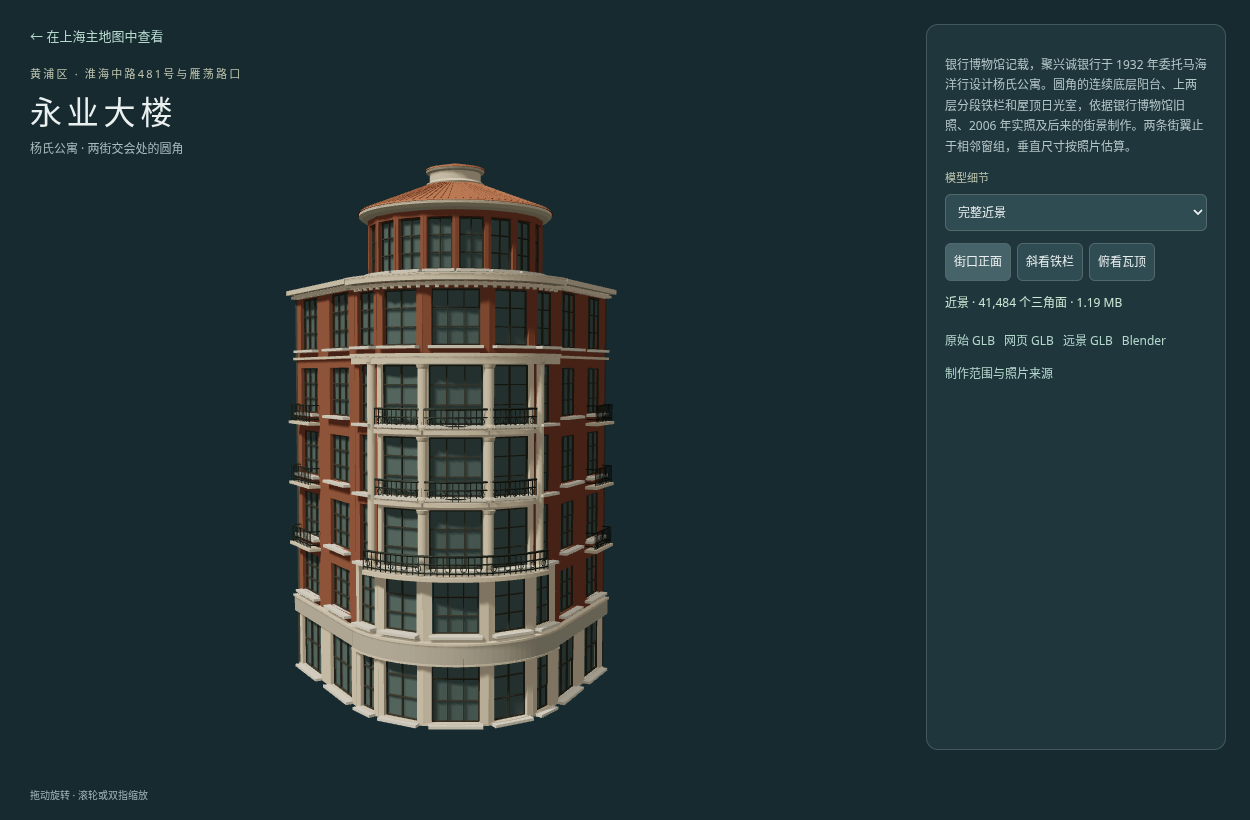 ← 在上海主地图中查看
黄浦区 · 淮海中路481号与雁荡路口
永业大楼
杨氏公寓 · 两街交会处的圆角
银行博物馆记载，聚兴诚银行于 1932 年委托马海
洋行设计杨氏公寓。圆角的连续底层阳台、上两
层分段铁栏和屋顶日光室，依据银行博物馆旧
照、2006 年实照及后来的街景制作。两条街翼止
于相邻窗组，垂直尺寸按照片估算。
模型细节
完整近景
街口正面 斜看铁栏 俯看瓦顶
近景 · 41,484 个三角面 · 1.19 MB
原始 GLB 网页 GLB 远景 GLB Blender
制作范围与照片来源
拖动旋转 · 滚轮或双指缩放